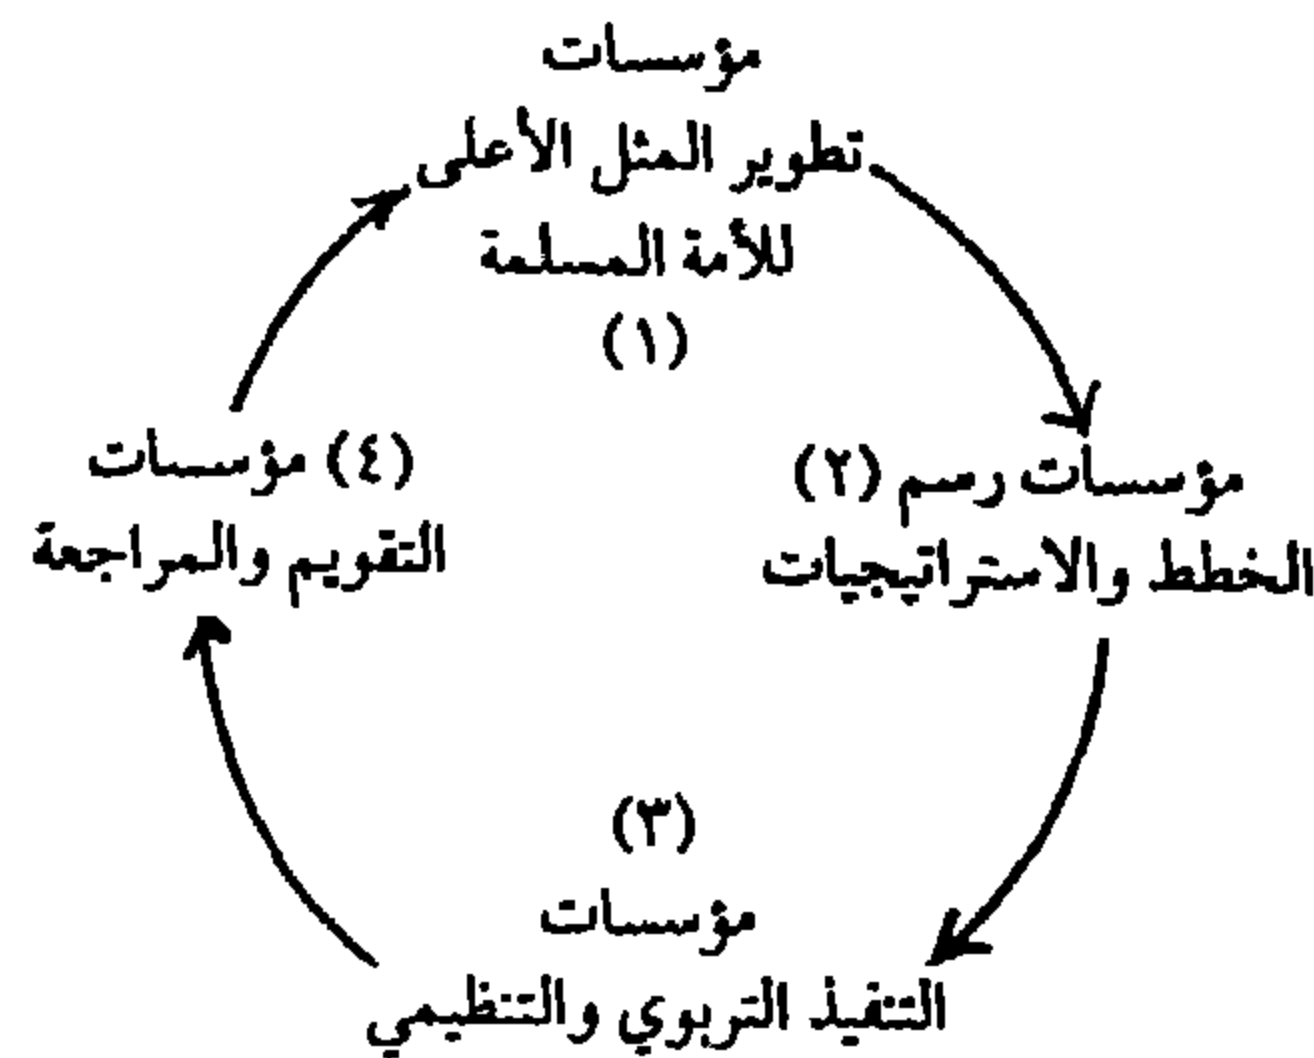 مؤسسات
تطوير المثل الأعلى
للأمة المسلمة
(١)
مؤسسات رسم (٢)
الخطط والاستراتيجيات
(٣)
مؤسسات
التنفيذ التربوي والتنظيمي
(٤) مؤسسات
التقويم والمراجعة